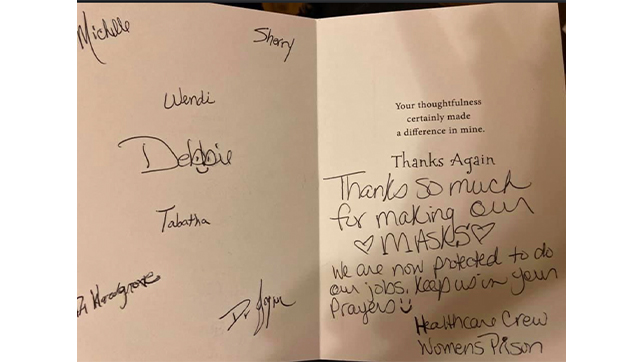 Michelle
Sherry
Wendi
Debbie
Tabatha
Dr
Your thoughtfulness
certainly made
a difference in mine.
Thanks Again
Thanks so much
for making our
♡ MASKS ♡
We are now protected to do
our jobs. Keep us in your
Prayers
Healthcare Crew
Womens Prison